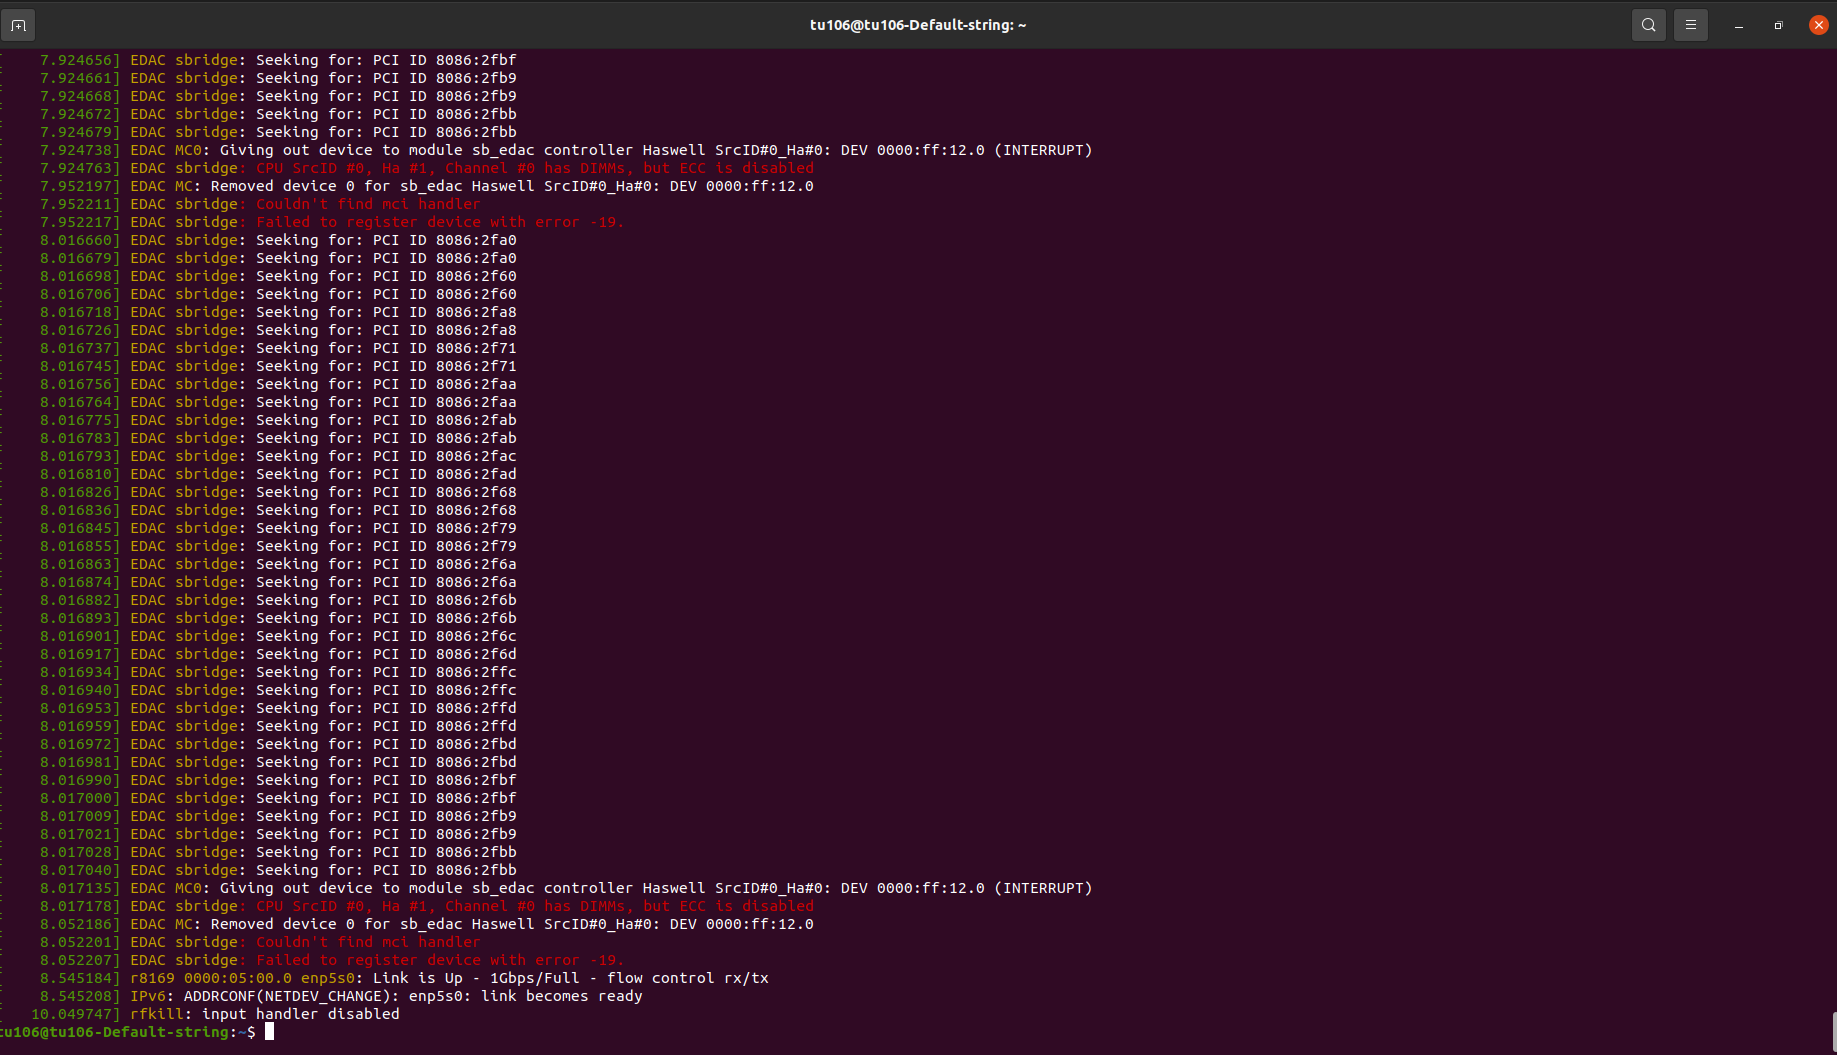 tu106@tu106-Default-string: ~
[    7.924656] EDAC sbridge: Seeking for: PCI ID 8086:2fbf
[    7.924661] EDAC sbridge: Seeking for: PCI ID 8086:2fb9
[    7.924668] EDAC sbridge: Seeking for: PCI ID 8086:2fb9
[    7.924672] EDAC sbridge: Seeking for: PCI ID 8086:2fbb
[    7.924679] EDAC sbridge: Seeking for: PCI ID 8086:2fbb
[    7.924738] EDAC MC0: Giving out device to module sb_edac controller Haswell SrcID#0_Ha#0: DEV 0000:ff:12.0 (INTERRUPT)
[    7.924763] EDAC sbridge: CPU SrcID #0, Ha #1, Channel #0 has DIMMs, but ECC is disabled
[    7.952197] EDAC MC: Removed device 0 for sb_edac Haswell SrcID#0_Ha#0: DEV 0000:ff:12.0
[    7.952211] EDAC sbridge: Couldn't find mci handler
[    7.952217] EDAC sbridge: Failed to register device with error -19.
[    8.016660] EDAC sbridge: Seeking for: PCI ID 8086:2fa0
[    8.016679] EDAC sbridge: Seeking for: PCI ID 8086:2fa0
[    8.016698] EDAC sbridge: Seeking for: PCI ID 8086:2f60
[    8.016706] EDAC sbridge: Seeking for: PCI ID 8086:2f60
[    8.016718] EDAC sbridge: Seeking for: PCI ID 8086:2fa8
[    8.016726] EDAC sbridge: Seeking for: PCI ID 8086:2fa8
[    8.016737] EDAC sbridge: Seeking for: PCI ID 8086:2f71
[    8.016745] EDAC sbridge: Seeking for: PCI ID 8086:2f71
[    8.016756] EDAC sbridge: Seeking for: PCI ID 8086:2faa
[    8.016764] EDAC sbridge: Seeking for: PCI ID 8086:2faa
[    8.016775] EDAC sbridge: Seeking for: PCI ID 8086:2fab
[    8.016783] EDAC sbridge: Seeking for: PCI ID 8086:2fab
[    8.016793] EDAC sbridge: Seeking for: PCI ID 8086:2fac
[    8.016810] EDAC sbridge: Seeking for: PCI ID 8086:2fad
[    8.016826] EDAC sbridge: Seeking for: PCI ID 8086:2f68
[    8.016836] EDAC sbridge: Seeking for: PCI ID 8086:2f68
[    8.016845] EDAC sbridge: Seeking for: PCI ID 8086:2f79
[    8.016855] EDAC sbridge: Seeking for: PCI ID 8086:2f79
[    8.016863] EDAC sbridge: Seeking for: PCI ID 8086:2f6a
[    8.016874] EDAC sbridge: Seeking for: PCI ID 8086:2f6a
[    8.016882] EDAC sbridge: Seeking for: PCI ID 8086:2f6b
[    8.016893] EDAC sbridge: Seeking for: PCI ID 8086:2f6b
[    8.016901] EDAC sbridge: Seeking for: PCI ID 8086:2f6c
[    8.016917] EDAC sbridge: Seeking for: PCI ID 8086:2f6d
[    8.016934] EDAC sbridge: Seeking for: PCI ID 8086:2ffc
[    8.016940] EDAC sbridge: Seeking for: PCI ID 8086:2ffc
[    8.016953] EDAC sbridge: Seeking for: PCI ID 8086:2ffd
[    8.016959] EDAC sbridge: Seeking for: PCI ID 8086:2ffd
[    8.016972] EDAC sbridge: Seeking for: PCI ID 8086:2fbd
[    8.016981] EDAC sbridge: Seeking for: PCI ID 8086:2fbd
[    8.016990] EDAC sbridge: Seeking for: PCI ID 8086:2fbf
[    8.017000] EDAC sbridge: Seeking for: PCI ID 8086:2fbf
[    8.017009] EDAC sbridge: Seeking for: PCI ID 8086:2fb9
[    8.017021] EDAC sbridge: Seeking for: PCI ID 8086:2fb9
[    8.017028] EDAC sbridge: Seeking for: PCI ID 8086:2fbb
[    8.017040] EDAC sbridge: Seeking for: PCI ID 8086:2fbb
[    8.017135] EDAC MC0: Giving out device to module sb_edac controller Haswell SrcID#0_Ha#0: DEV 0000:ff:12.0 (INTERRUPT)
[    8.017178] EDAC sbridge: CPU SrcID #0, Ha #1, Channel #0 has DIMMs, but ECC is disabled
[    8.052186] EDAC MC: Removed device 0 for sb_edac Haswell SrcID#0_Ha#0: DEV 0000:ff:12.0
[    8.052201] EDAC sbridge: Couldn't find mci handler
[    8.052207] EDAC sbridge: Failed to register device with error -19.
[    8.545184] r8169 0000:05:00.0 enp5s0: Link is Up - 1Gbps/Full - flow control rx/tx
[    8.545208] IPv6: ADDRCONF(NETDEV_CHANGE): enp5s0: link becomes ready
[   10.049747] rfkill: input handler disabled
tu106@tu106-Default-string:~$